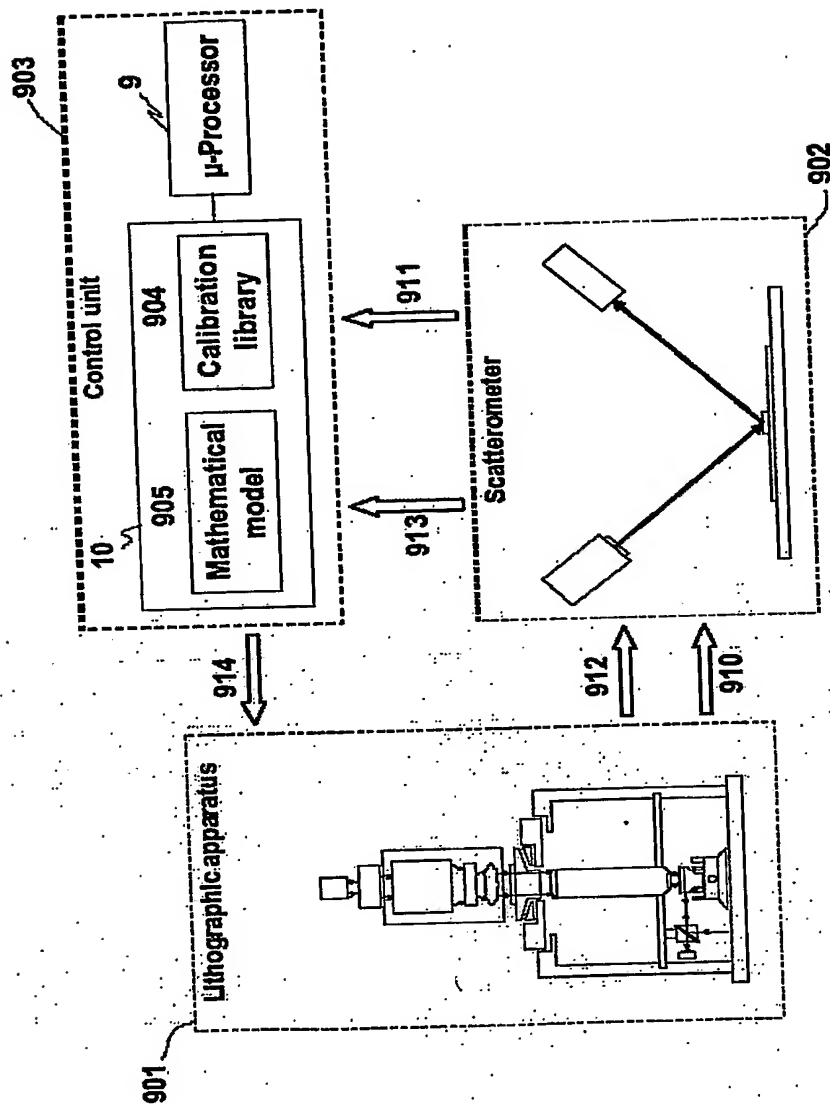 903
Control unit
9
µ-Processor
10
905
904
Mathematical
model
Calibration
library
914
913
911
901
Lithographic apparatus
912
910
Scatterometer
902